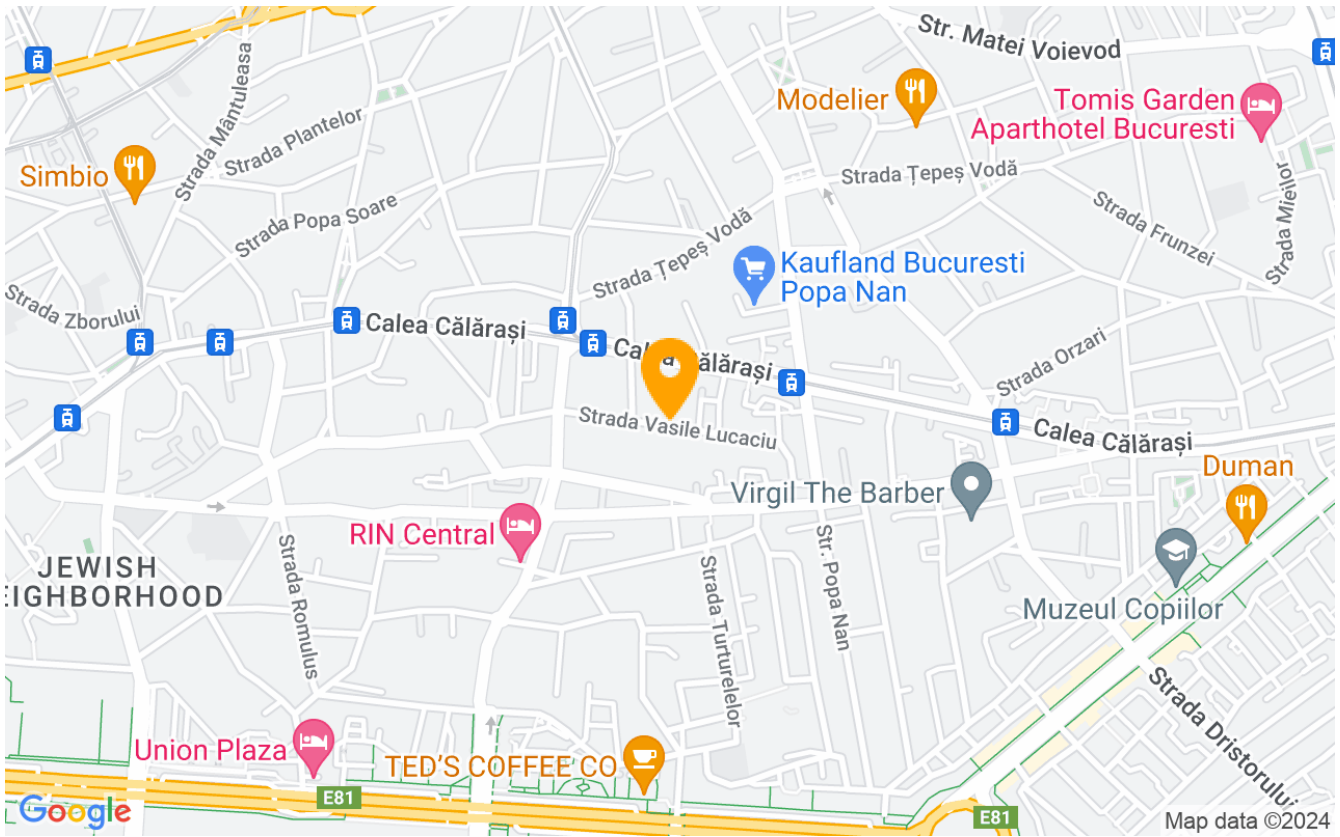 Str. Matei Voievod
Modelier
Tomis Garden
Aparthotel Bucuresti
Strada Mântuleasa
Strada Plantelor
Simbio
Strada Țepeș Vodă
Strada Popa Soare
Strada Frunzei
Strada Mieilor
Strada Țepeș Vodă
Kaufland Bucuresti
Popa Nan
Strada Zborului
Calea Călărași
Calea Călărași
Strada Orzari
Strada Vasile Lucaciu
Calea Călărași
Duman
Virgil The Barber
RIN Central
JEWISH
EIGHBORHOOD
Strada Romulus
Strada Turturelelor
Str. Popa Nan
Muzeul Copiilor
Strada Dristorului
Union Plaza
TED'S COFFEE CO
E81
E81
Google
Map data ©2024